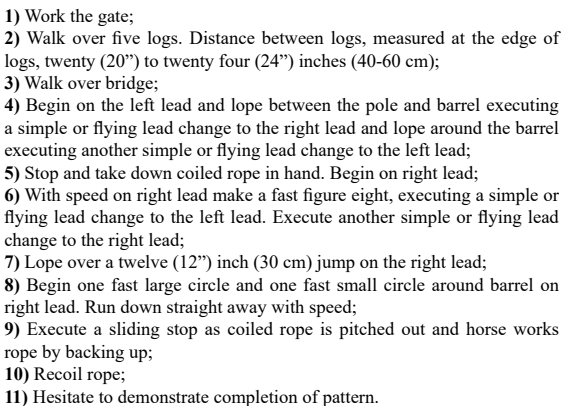 1) Work the gate;
2) Walk over five logs. Distance between logs, measured at the edge of
logs, twenty (20”) to twenty four (24”) inches (40-60 cm);
3) Walk over bridge;
4) Begin on the left lead and lope between the pole and barrel executing
a simple or flying lead change to the right lead and lope around the barrel
executing another simple or flying lead change to the left lead;
5) Stop and take down coiled rope in hand. Begin on right lead;
6) With speed on right lead make a fast figure eight, executing a simple or
flying lead change to the left lead. Execute another simple or flying lead
change to the right lead;
7) Lope over a twelve (12”) inch (30 cm) jump on the right lead;
8) Begin one fast large circle and one fast small circle around barrel on
right lead. Run down straight away with speed;
9) Execute a sliding stop as coiled rope is pitched out and horse works
rope by backing up;
10) Recoil rope;
11) Hesitate to demonstrate completion of pattern.